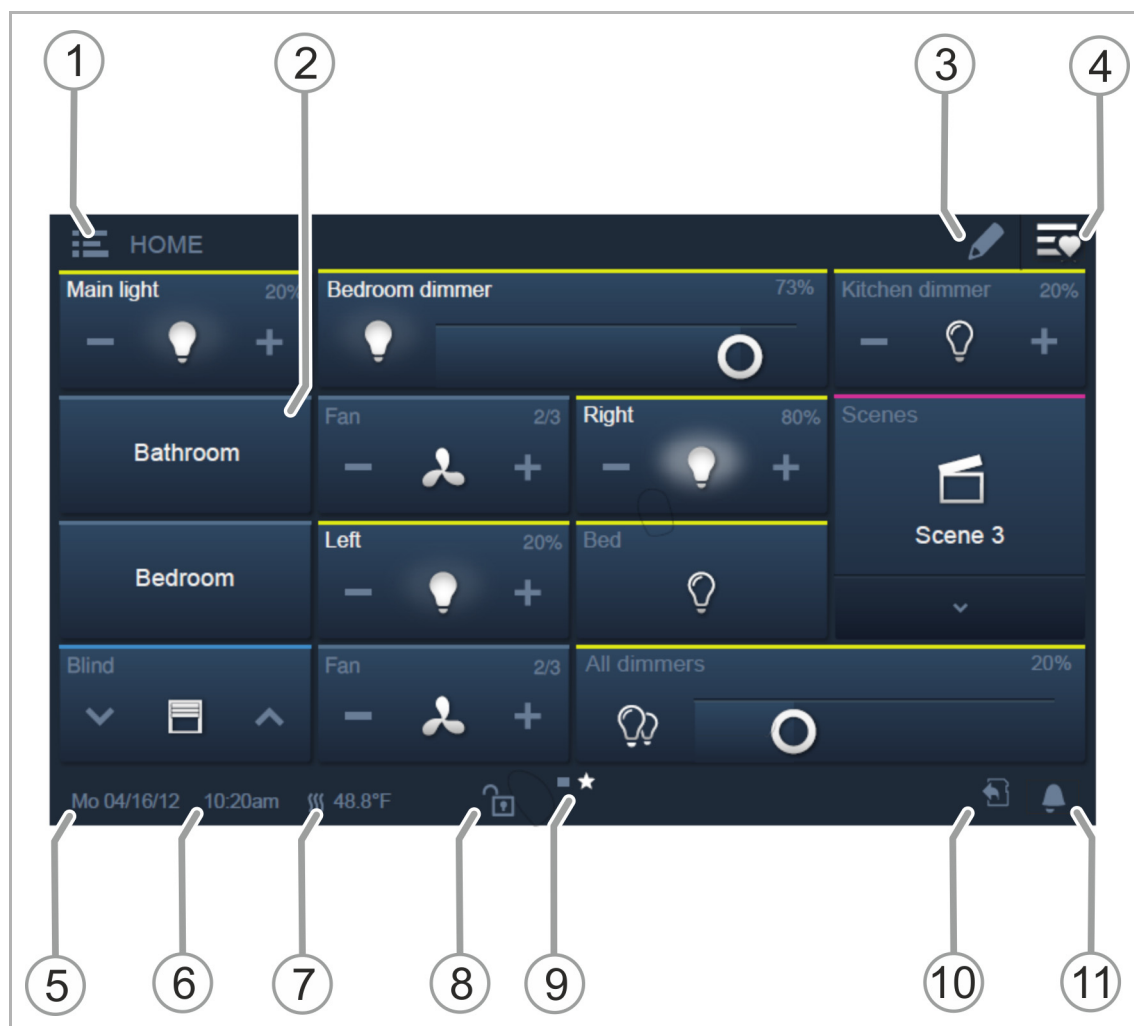 1 2 3 4
HOME
Main light 20%
Bedroom dimmer 73%
Kitchen dimmer 20%
Bathroom
Fan 2/3
Right 80%
Scenes
Scene 3
Bedroom
Left 20%
Bed
Blind
Fan 2/3
All dimmers 20%
Mo 04/16/12 10:20am 48.8°F
5 6 7 8 9 10 11